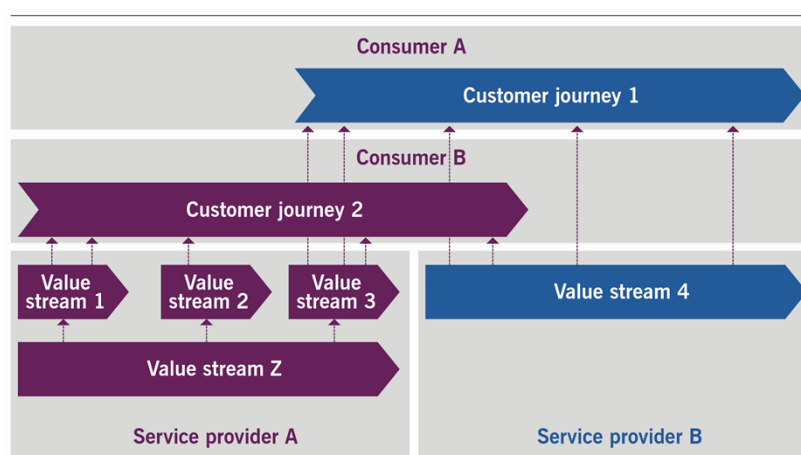 Consumer A
Customer journey 1
Consumer B
Customer journey 2
Value
stream 1
Value
stream 2
Value
stream 3
Value stream 4
Value stream Z
Service provider A
Service provider B